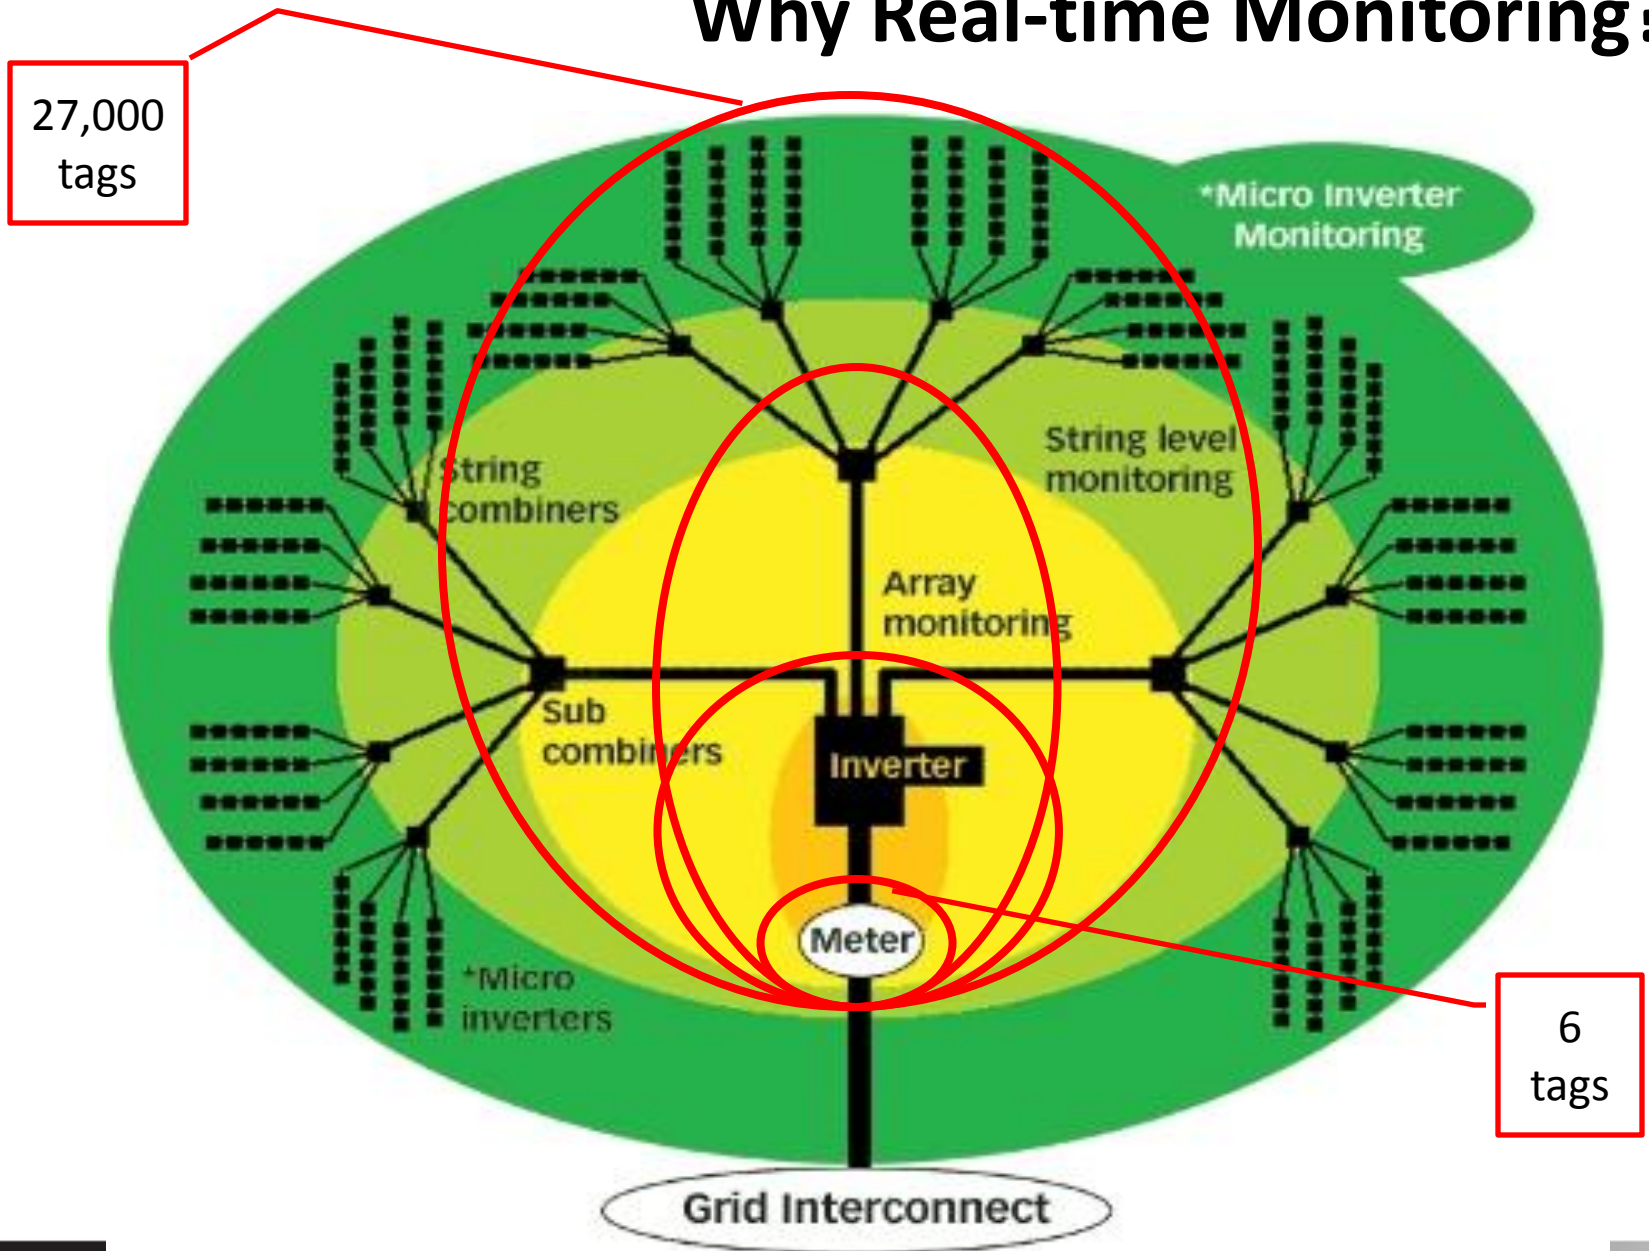 Why Real-time Monitoring
27,000
tags
*Micro Inverter
Monitoring
String level
monitoring
String
combiners
Array
monitoring
Sub
combiners
Inverter
Meter
*Micro
inverters
6
tags
Grid Interconnect